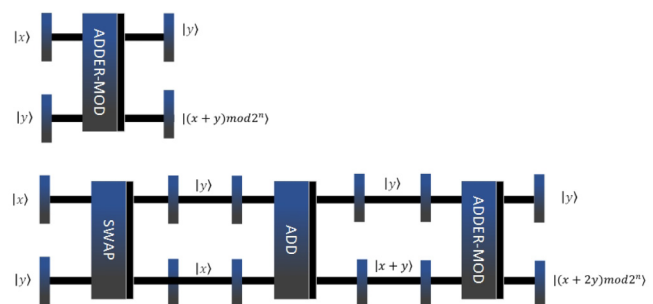 |x⟩
ADDER-MOD
|y⟩
|y⟩
|(x + y)mod2ⁿ⟩
|x⟩
SWAP
|y⟩
ADD
|y⟩
ADDER-MOD
|y⟩
|y⟩
|x⟩
|x + y⟩
|(x + 2y)mod2ⁿ⟩